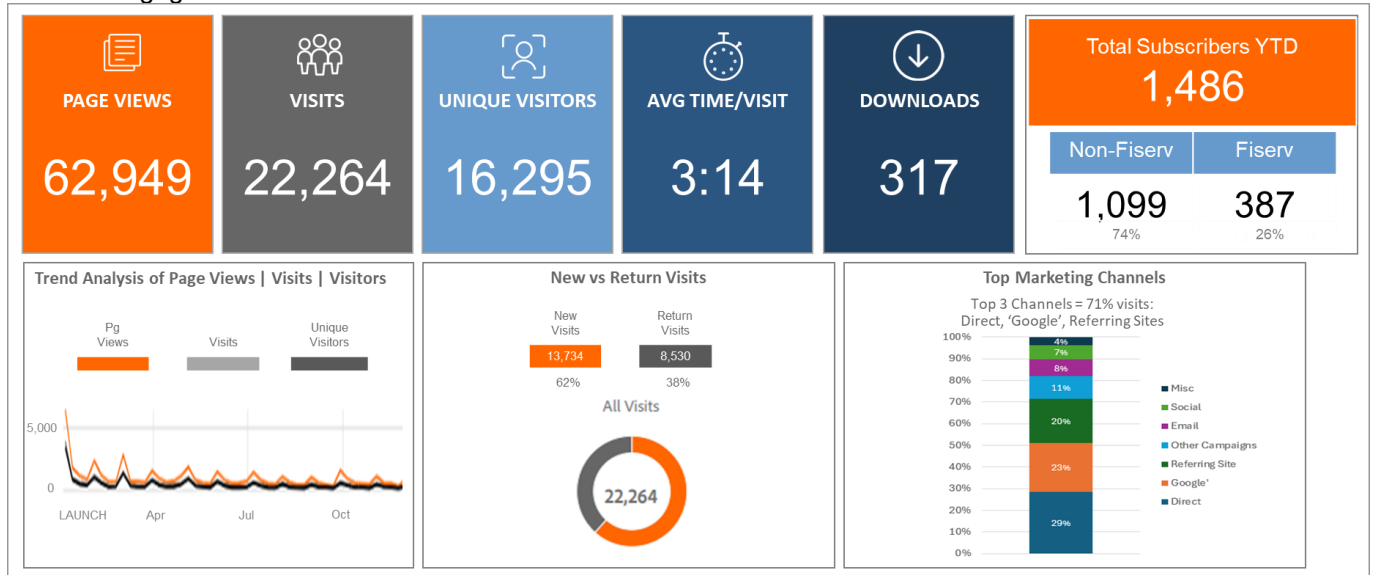 PAGE VIEWS
62,949
VISITS
22,264
UNIQUE VISITORS
16,295
AVG TIME/VISIT
3:14
DOWNLOADS
317
Total Subscribers YTD
1,486
Non-Fiserv
Fiserv
1,099
387
74%
26%
Trend Analysis of Page Views | Visits | Visitors
Pg
Views
Visits
Unique
Visitors
5,000
0
LAUNCH
Apr
Jul
Oct
New vs Return Visits
New
Visits
Return
Visits
13,734
8,530
62%
38%
All Visits
22,264
Top Marketing Channels
Top 3 Channels = 71% visits:
Direct, ‘Google’, Referring Sites
100%
90%
80%
70%
60%
50%
40%
30%
20%
10%
0%
4%
7%
8%
11%
20%
23%
29%
Misc
Social
Email
Other Campaigns
Referring Site
Google'
Direct